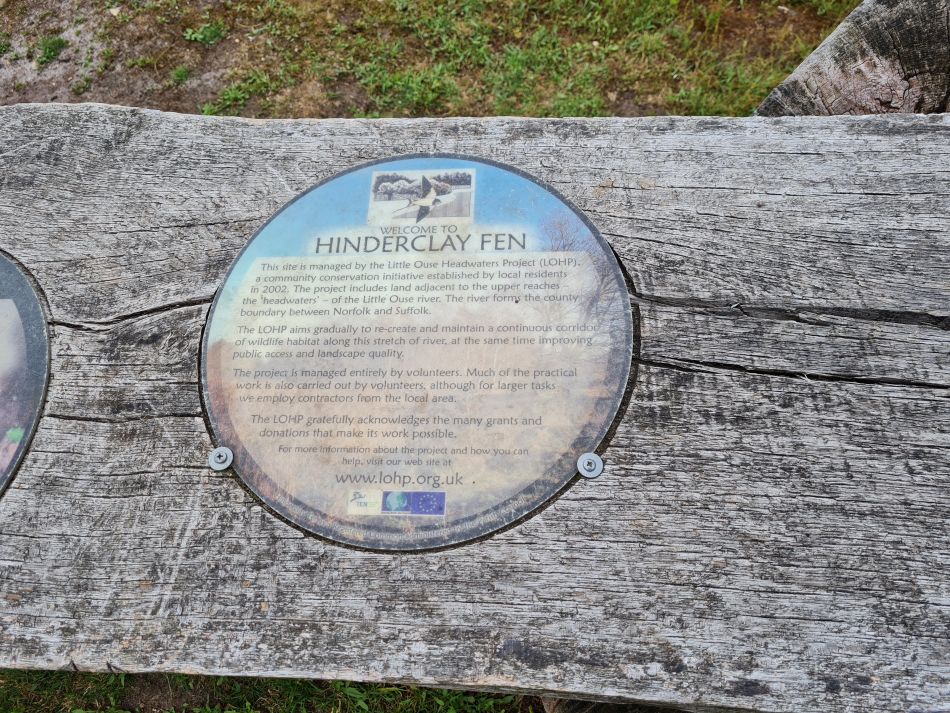 WELCOME TO
HINDERCLAY FEN
This site is managed by the Little Ouse Headwaters Project (LOHP),
a community conservation initiative established by local residents
in 2002. The project includes land adjacent to the upper reaches –
the 'headwaters' – of the Little Ouse river. The river forms the county
boundary between Norfolk and Suffolk.
The LOHP aims gradually to re-create and maintain a continuous corridor
of wildlife habitat along this stretch of river, at the same time improving
public access and landscape quality.
The project is managed entirely by volunteers. Much of the practical
work is also carried out by volunteers, although for larger tasks
we employ contractors from the local area.
The LOHP gratefully acknowledges the many grants and
donations that make its work possible.
For more information about the project and how you can
help, visit our web site at
www.lohp.org.uk